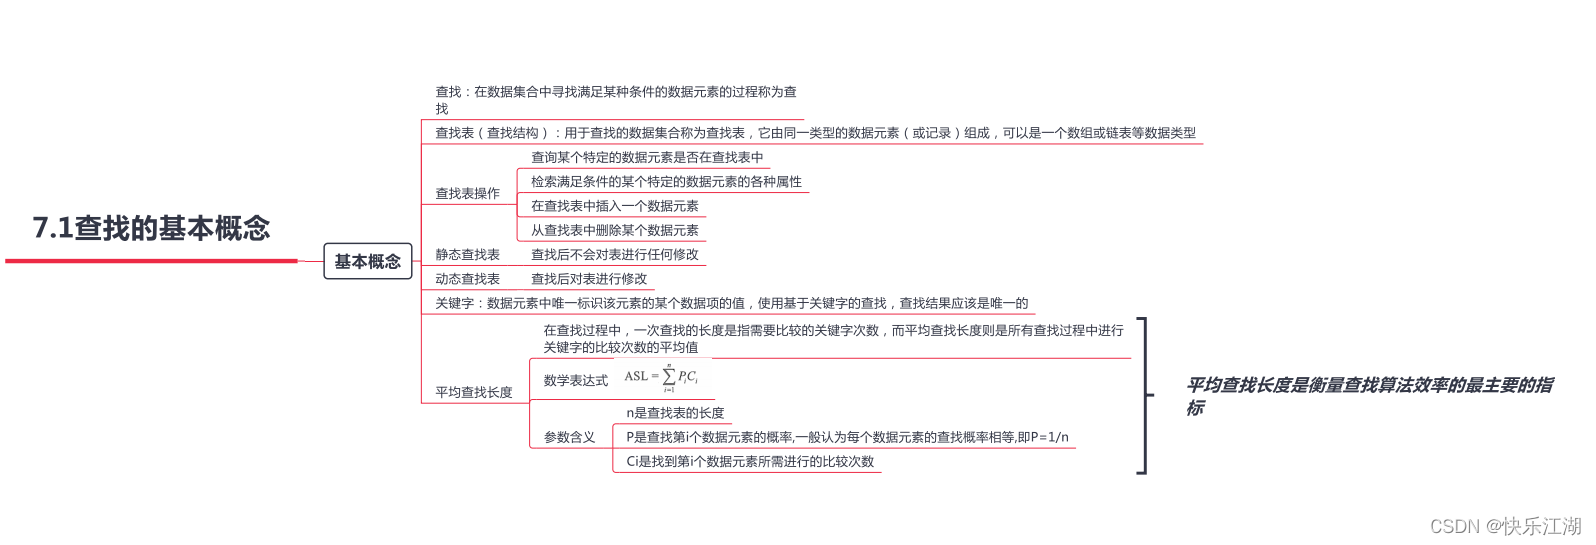 7.1查找的基本概念
基本概念
查找：在数据集合中寻找满足某种条件的数据元素的过程称为查
找
查找表（查找结构）：用于查找的数据集合称为查找表，它由同一类型的数据元素（或记录）组成，可以是一个数组或链表等数据类型
查找表操作
查询某个特定的数据元素是否在查找表中
检索满足条件的某个特定的数据元素的各种属性
在查找表中插入一个数据元素
从查找表中删除某个数据元素
静态查找表
查找后不会对表进行任何修改
动态查找表
查找后对表进行修改
关键字：数据元素中唯一标识该元素的某个数据项的值，使用基于关键字的查找，查找结果应该是唯一的
平均查找长度
在查找过程中，一次查找的长度是指需要比较的关键字次数，而平均查找长度则是所有查找过程中进行
关键字的比较次数的平均值
数学表达式
ASL = ∑_{i=1}^{n} P_iC_i
参数含义
n是查找表的长度
P是查找第i个数据元素的概率,一般认为每个数据元素的查找概率相等,即P=1/n
Ci是找到第i个数据元素所需进行的比较次数
平均查找长度是衡量查找算法效率的最主要的指
标
CSDN @快乐江湖